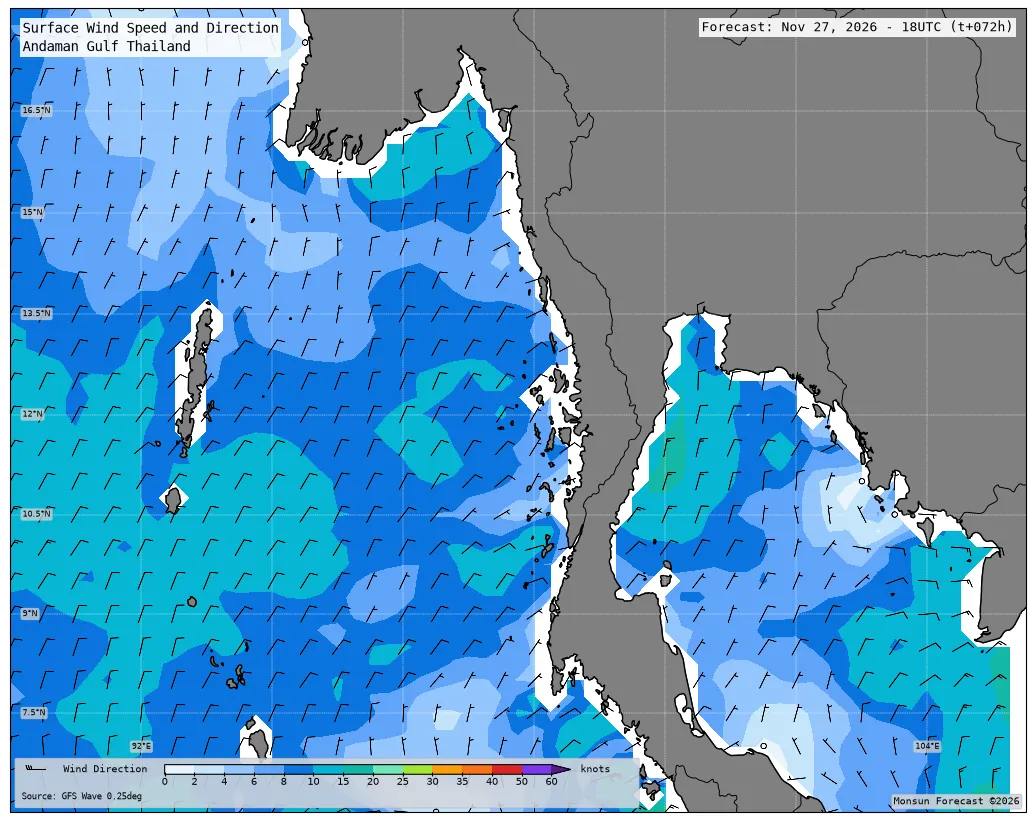 Surface Wind Speed and Direction
Andaman Gulf Thailand
Forecast: Nov 27, 2026 - 18UTC (t+072h)
16.5°N
15°N
13.5°N
12°N
10.5°N
9°N
7.5°N
92°E
104°E
Wind Direction
0 2 4 6 8 10 15 20 25 30 35 40 50 60
knots
Source: GFS Wave 0.25deg
Monsun Forecast ©2026